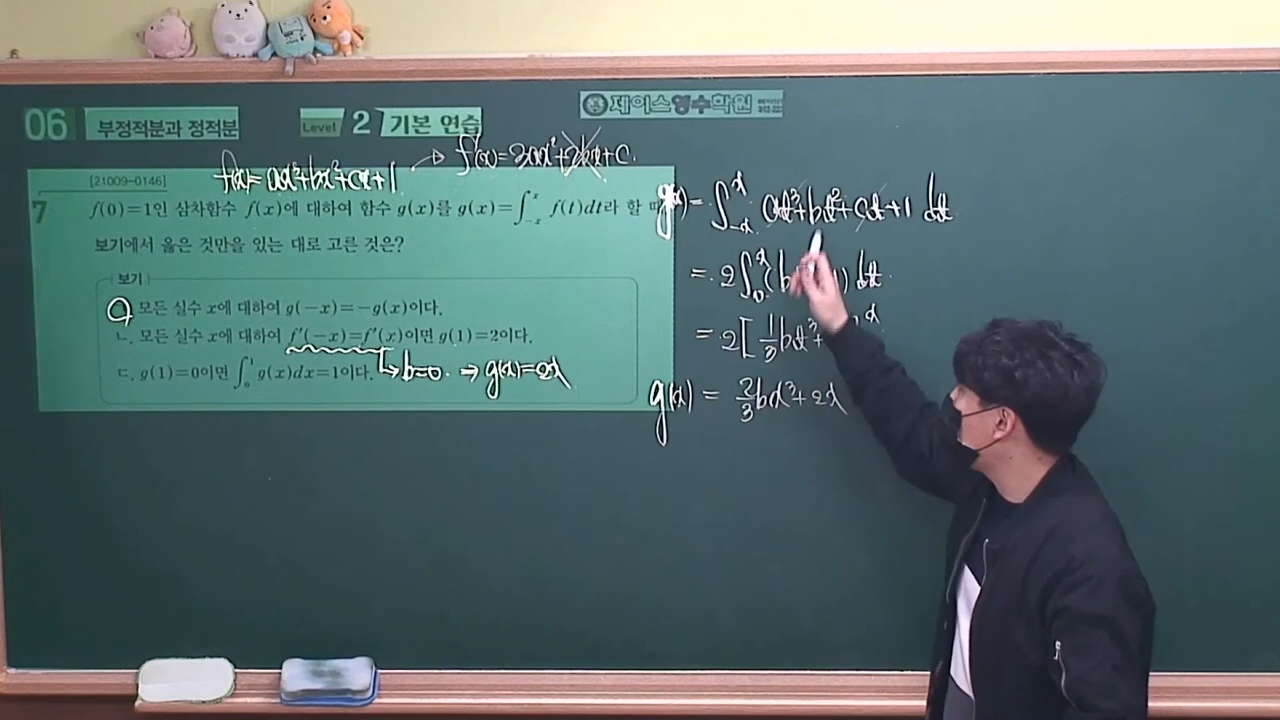 제이스영수학원
06 부정적분과 정적분 Level 2 기본 연습
f(x)=ax³+bx²+cx+1 → f'(x)=3ax²+2bx+c.
[21009-0146]
7 f(0)=1인 삼차함수 f(x)에 대하여 함수 g(x)를 g(x)=∫_{-x}^{x} f(t)dt라 할 때
보기에서 옳은 것만을 있는 대로 고른 것은?
보기
모든 실수 x에 대하여 g(-x)=-g(x)이다.
ㄴ. 모든 실수 x에 대하여 f'(-x)=f'(x)이면 g(1)=2이다.
ㄷ. g(1)=0이면 ∫_0^1 g(x)dx=1이다.
→ b=0. ⇒ g(x)=2x
g(x)=∫_{-x}^{x} at³+bt²+ct+1 dt
=2∫_0^x (b 1) dt
=2[ 1/3 bt³+ x
g(x)= 2/3 bx³+2x